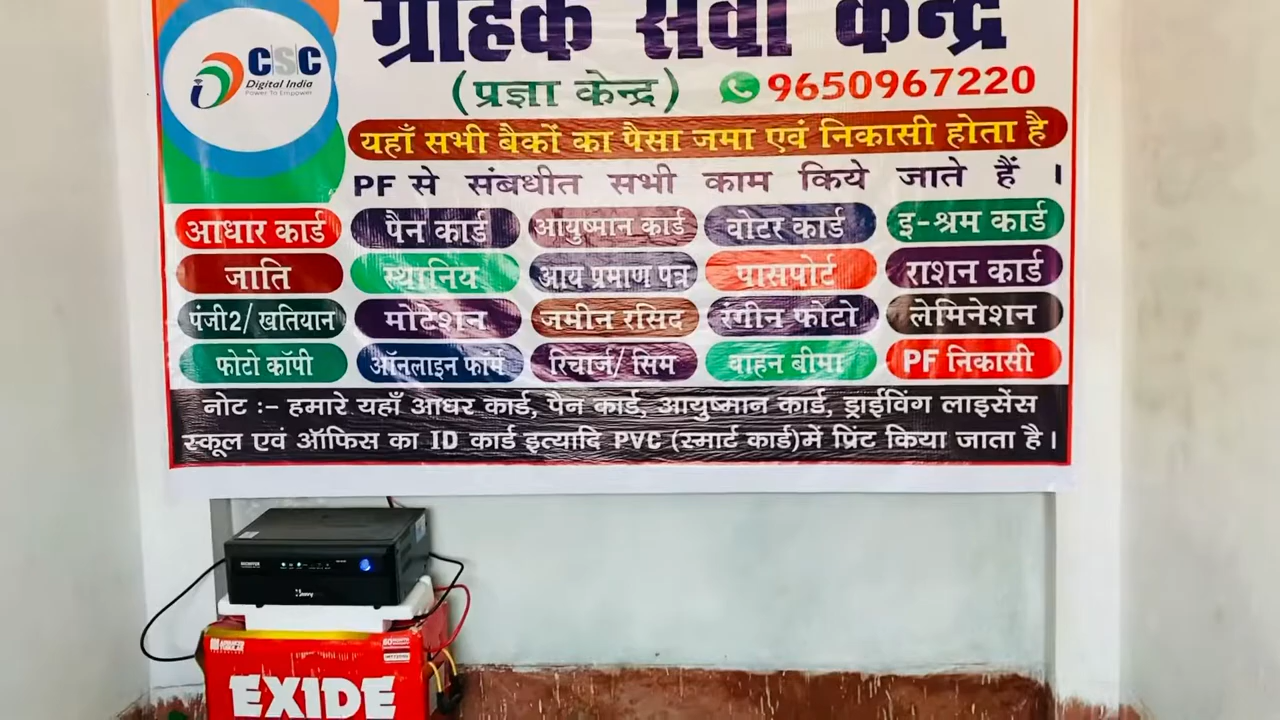 ग्राहक सेवा केन्द्र
CSC
Digital India
Power To Empower
(प्रज्ञा केन्द्र) 9650967220
यहाँ सभी बैकों का पैसा जमा एवं निकासी होता है
PF से संबधीत सभी काम किये जाते हैं ।
आधार कार्ड पैन कार्ड आयुष्मान कार्ड वोटर कार्ड इ-श्रम कार्ड
जाति स्थानिय आय प्रमाण पत्र पासपोर्ट राशन कार्ड
पंजी2/ खतियान मोटेशन जमीन रसिद रंगीन फोटो लेमिनेशन
फोटो कॉपी ऑनलाइन फॉर्म रिचार्ज/ सिम वाहन बीमा PF निकासी
नोट :- हमारे यहाँ आधर कार्ड, पैन कार्ड, आयुष्मान कार्ड, ड्राईविंग लाइसेंस
स्कूल एवं ऑफिस का ID कार्ड इत्यादि PVC (स्मार्ट कार्ड)में प्रिंट किया जाता है।
EXIDE